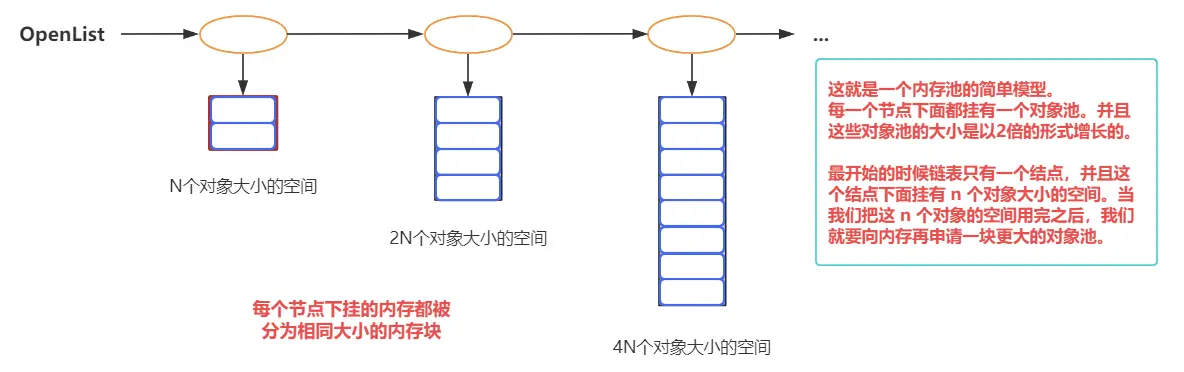 OpenList
...
这就是一个内存池的简单模型。
每一个节点下面都挂有一个对象池。并且
这些对象池的大小是以2倍的形式增长的。
最开始的时候链表只有一个结点，并且这
个结点下面挂有 n 个对象大小的空间。当
我们把这 n 个对象的空间用完之后，我们
就要向内存再申请一块更大的对象池。
N个对象大小的空间
2N个对象大小的空间
每个节点下挂的内存都被
分为相同大小的内存块
4N个对象大小的空间